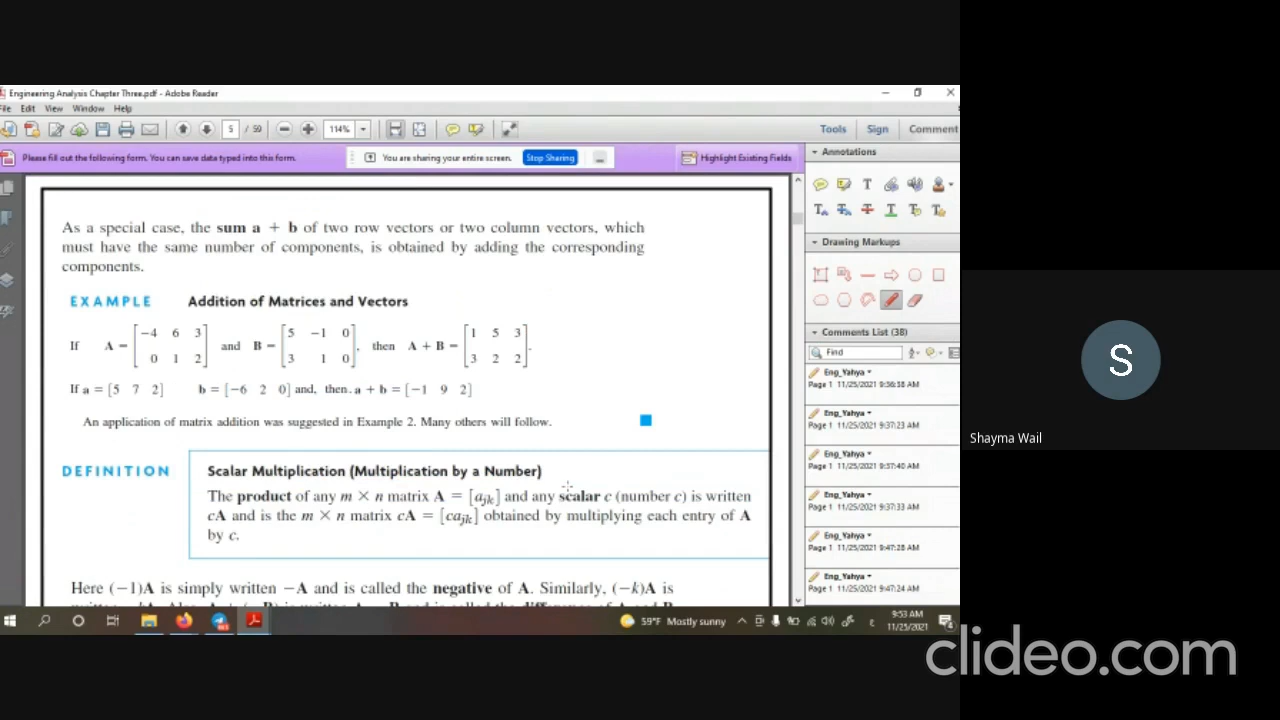 Engineering Analysis Chapter Three.pdf - Adobe Reader
File Edit View Window Help
5 / 59 114% Tools Sign Comment
Please fill out the following form. You can save data typed into this form.
You are sharing your entire screen. Stop Sharing
Highlight Existing Fields
As a special case, the sum a + b of two row vectors or two column vectors, which
must have the same number of components, is obtained by adding the corresponding
components.
EXAMPLE Addition of Matrices and Vectors
If A = [−4 6 3 and B = [5 −1 0 , then A + B = [1 5 3 .
0 1 2] 3 1 0] 3 2 2]
If a = [5 7 2] b = [−6 2 0] and, then. a + b = [−1 9 2]
An application of matrix addition was suggested in Example 2. Many others will follow.
DEFINITION Scalar Multiplication (Multiplication by a Number)
The product of any m × n matrix A = [ajk] and any scalar c (number c) is written
cA and is the m × n matrix cA = [cajk] obtained by multiplying each entry of A
by c.
Here (−1)A is simply written −A and is called the negative of A. Similarly, (−k)A is
Annotations
Drawing Markups
Comments List (38)
Find
Eng_Yahya
Page 1 11/25/2021 9:36:38 AM
Eng_Yahya
Page 1 11/25/2021 9:37:23 AM
Eng_Yahya
Page 1 11/25/2021 9:37:40 AM
Eng_Yahya
Page 1 11/25/2021 9:37:33 AM
Eng_Yahya
Page 1 11/25/2021 9:47:28 AM
Eng_Yahya
Page 1 11/25/2021 9:47:24 AM
59°F Mostly sunny
9:53 AM
11/25/2021
S
Shayma Wail
clideo.com